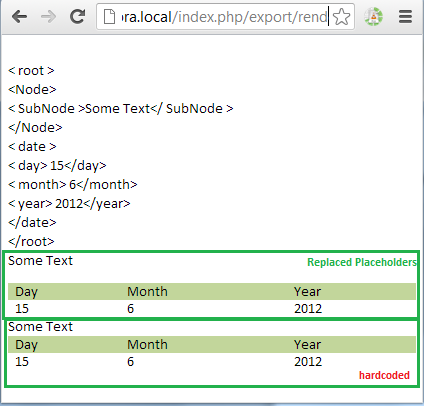 ora.local/index.php/export/rend
< root >
<Node>
< SubNode >Some Text</ SubNode >
</Node>
< date >
< day> 15</day>
< month> 6</month>
< year> 2012</year>
</date>
</root>
Some Text Replaced Placeholders
Day Month Year
15 6 2012
Some Text
Day Month Year
15 6 2012
hardcoded